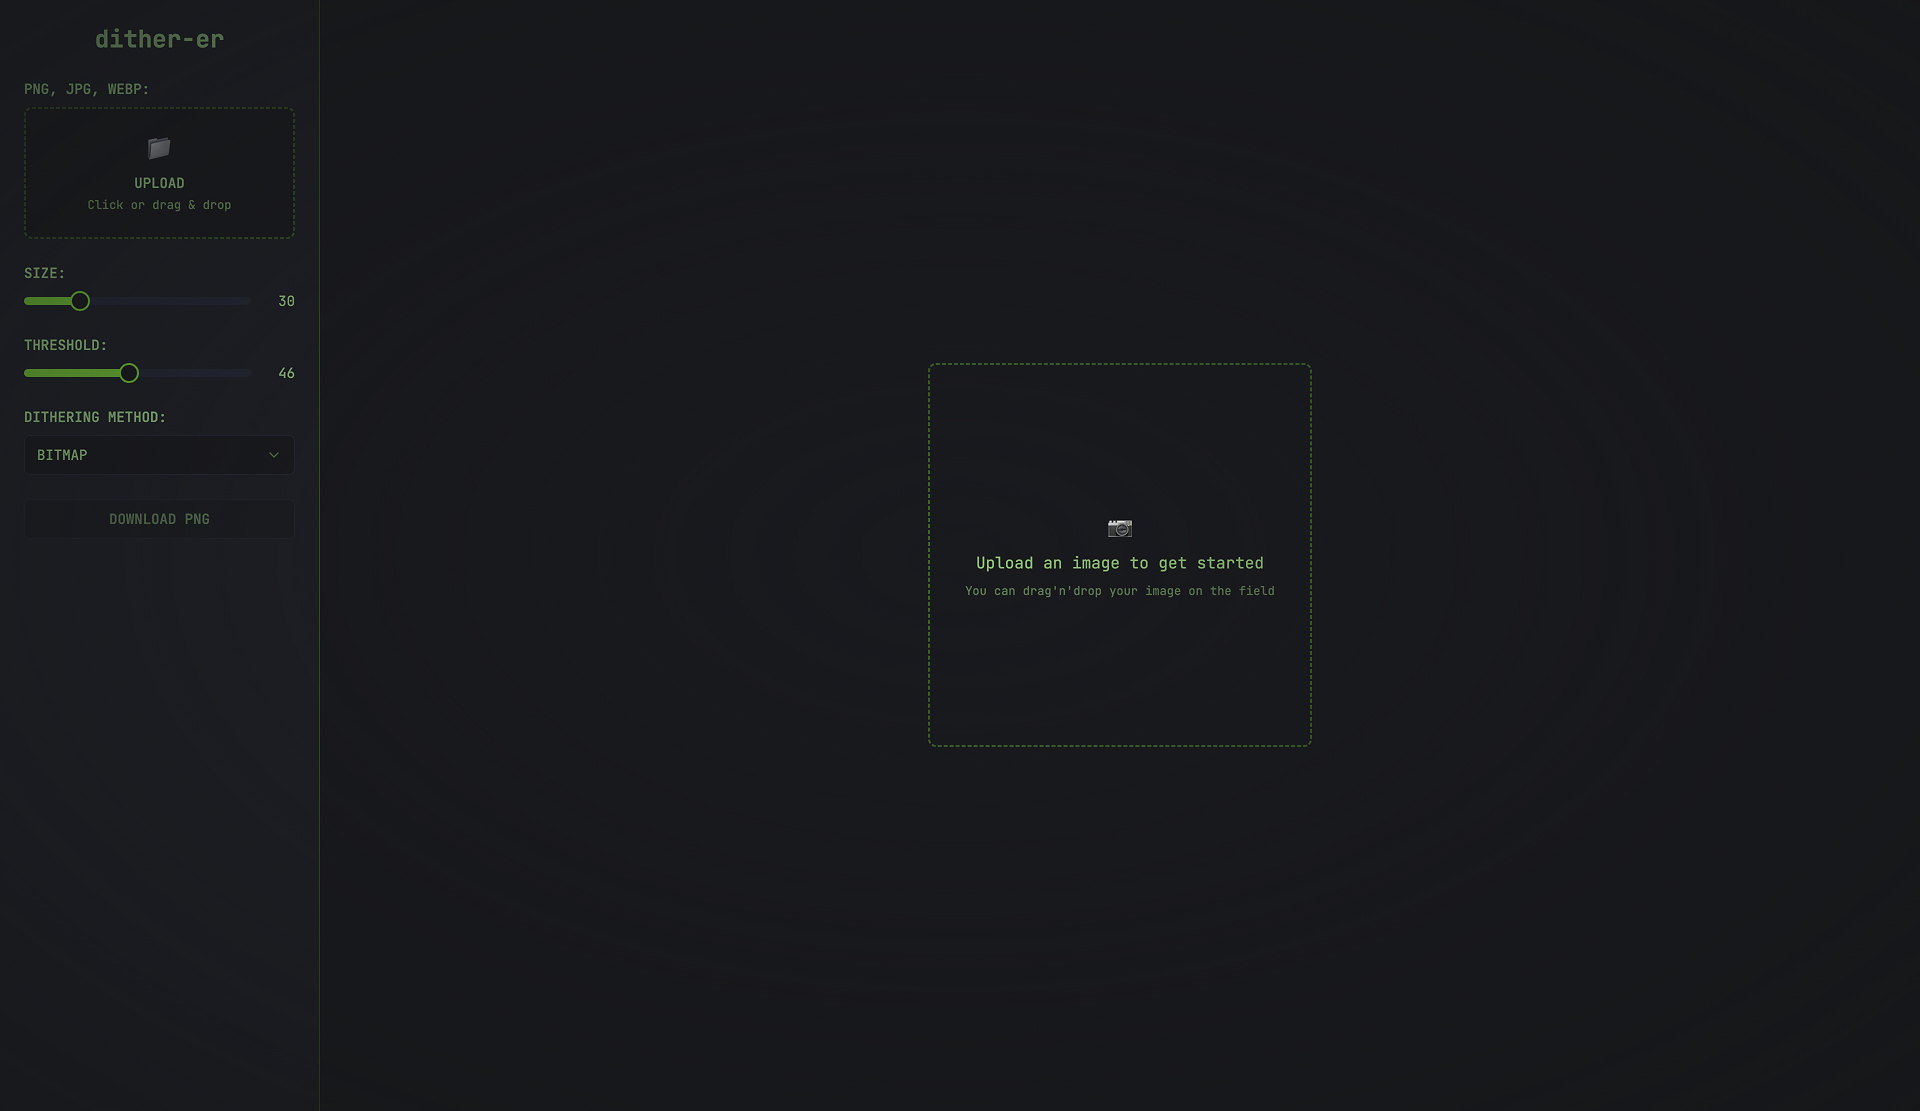 dither-er
PNG, JPG, WEBP:
UPLOAD
Click or drag & drop
SIZE:
30
THRESHOLD:
46
DITHERING METHOD:
BITMAP
DOWNLOAD PNG
Upload an image to get started
You can drag'n'drop your image on the field